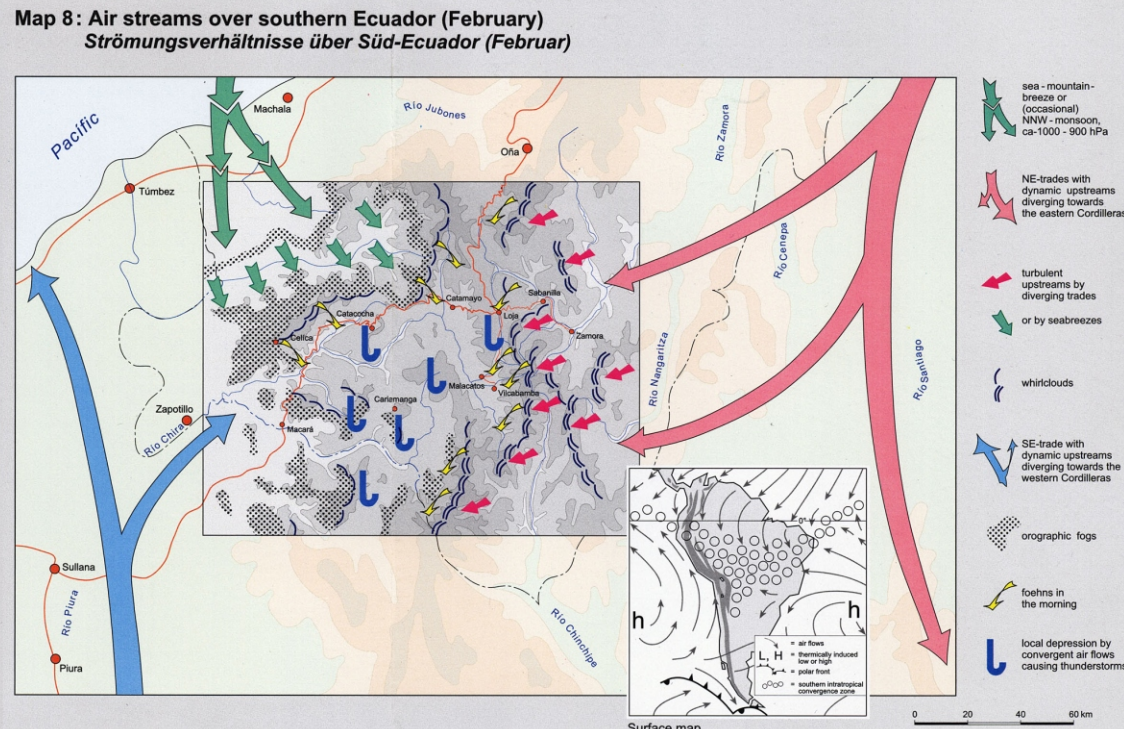 Map 8: Air streams over southern Ecuador (February)
Strömungsverhältnisse über Süd-Ecuador (Februar)
Pacific
Machala
Río Jubones
Oña
Río Zamora
Túmbez
Río Cenepa
Sabanilla
Catamayo
Loja
Catacocha
Celica
Zamora
Malacatos
Vilcabamba
Río Nangaritza
Río Santiago
Cariamanga
Zapotillo
Río Chira
Macará
Sullana
Río Piura
Piura
Río Chinchipe
0°
h
h
= air flows
L, H = thermically induced
low or high
= polar front
= southern intratropical
convergence zone
Surface map
sea - mountain -
breeze or
(occasional)
NNW - monsoon,
ca-1000 - 900 hPa
NE-trades with
dynamic upstreams
diverging towards
the eastern Cordilleras
turbulent
upstreams by
diverging trades
or by seabreezes
whirlclouds
SE-trade with
dynamic upstreams
diverging towards the
western Cordilleras
orographic fogs
foehns in
the morning
local depression by
convergent air flows
causing thunderstorms
0 20 40 60 km